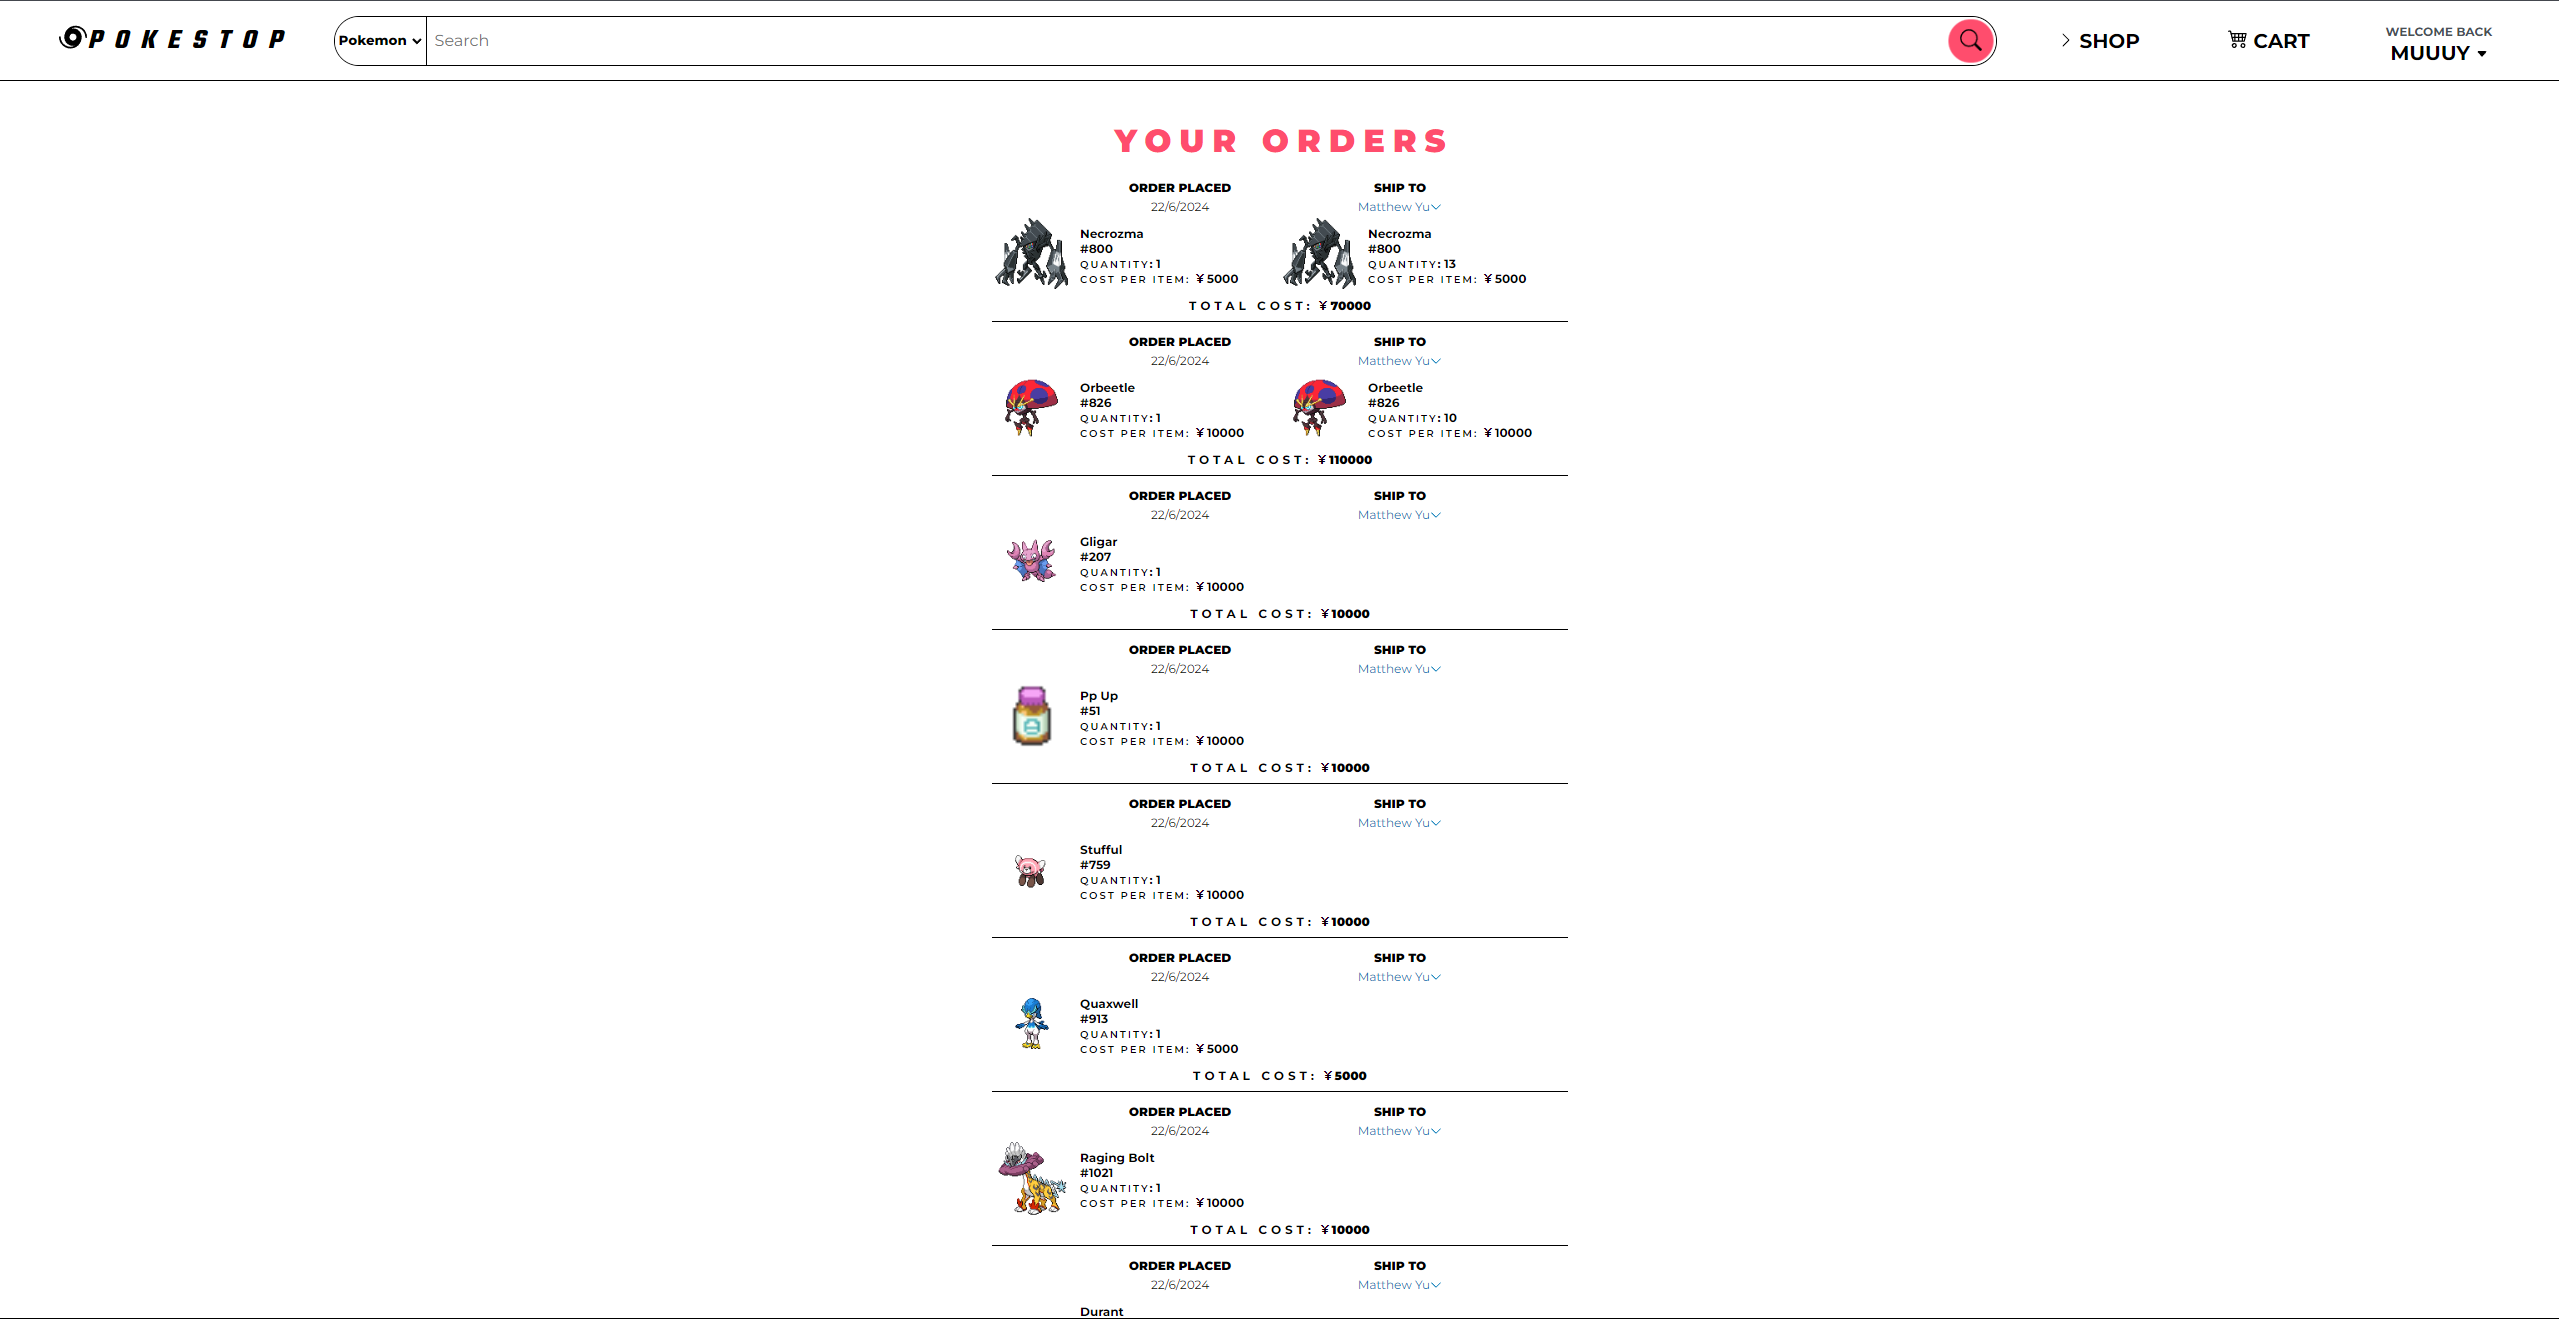 POKESTOP
Pokemon Search
SHOP
CART
WELCOME BACK
MUUUY
YOUR ORDERS
ORDER PLACED SHIP TO
22/6/2024 Matthew Yu
Necrozma Necrozma
#800 #800
QUANTITY: 1 QUANTITY: 13
COST PER ITEM: ¥5000 COST PER ITEM: ¥5000
TOTAL COST: ¥70000
ORDER PLACED SHIP TO
22/6/2024 Matthew Yu
Orbeetle Orbeetle
#826 #826
QUANTITY: 1 QUANTITY: 10
COST PER ITEM: ¥10000 COST PER ITEM: ¥10000
TOTAL COST: ¥110000
ORDER PLACED SHIP TO
22/6/2024 Matthew Yu
Gligar
#207
QUANTITY: 1
COST PER ITEM: ¥10000
TOTAL COST: ¥10000
ORDER PLACED SHIP TO
22/6/2024 Matthew Yu
Pp Up
#51
QUANTITY: 1
COST PER ITEM: ¥10000
TOTAL COST: ¥10000
ORDER PLACED SHIP TO
22/6/2024 Matthew Yu
Stufful
#759
QUANTITY: 1
COST PER ITEM: ¥10000
TOTAL COST: ¥10000
ORDER PLACED SHIP TO
22/6/2024 Matthew Yu
Quaxwell
#913
QUANTITY: 1
COST PER ITEM: ¥5000
TOTAL COST: ¥5000
ORDER PLACED SHIP TO
22/6/2024 Matthew Yu
Raging Bolt
#1021
QUANTITY: 1
COST PER ITEM: ¥10000
TOTAL COST: ¥10000
ORDER PLACED SHIP TO
22/6/2024 Matthew Yu
Durant